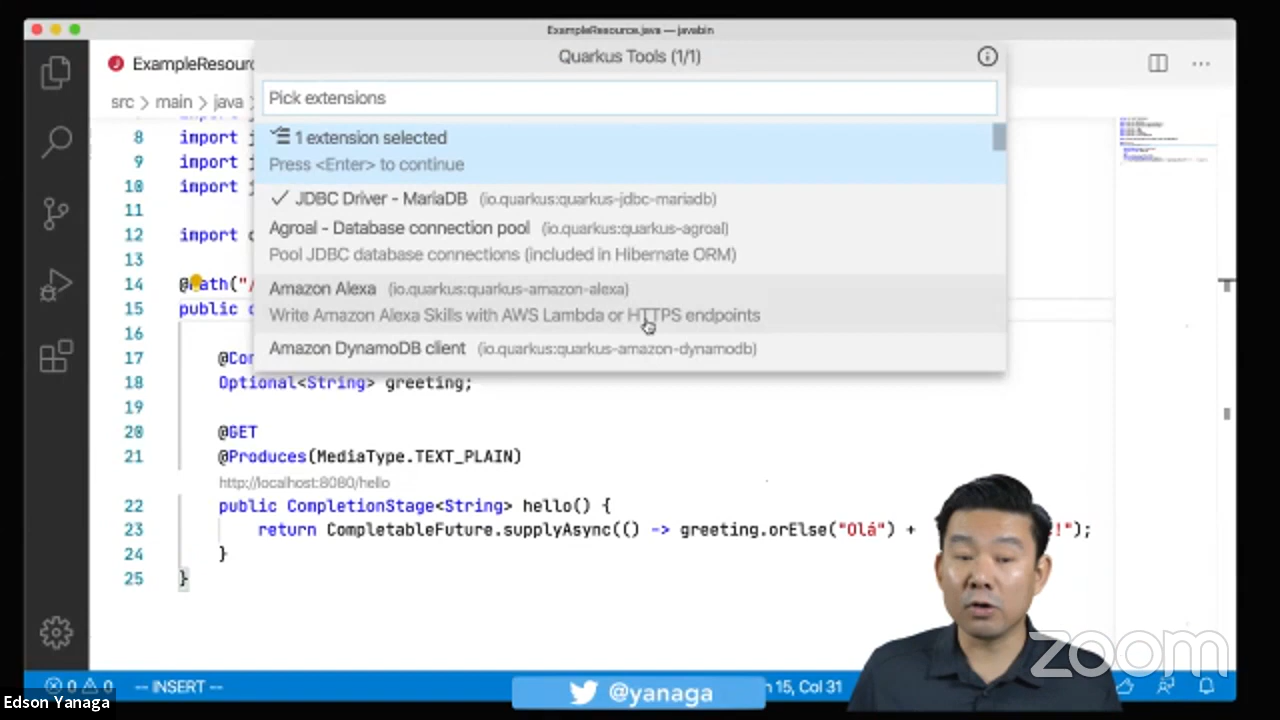 ExampleResource.java — javabin
ExampleResourc
Quarkus Tools (1/1)
src > main > java
Pick extensions
1 extension selected
Press <Enter> to continue
JDBC Driver - MariaDB (io.quarkus:quarkus-jdbc-mariadb)
Agroal - Database connection pool (io.quarkus:quarkus-agroal)
Pool JDBC database connections (included in Hibernate ORM)
Amazon Alexa (io.quarkus:quarkus-amazon-alexa)
Write Amazon Alexa Skills with AWS Lambda or HTTPS endpoints
Amazon DynamoDB client (io.quarkus:quarkus-amazon-dynamodb)
8 import j
9 import j
10 import j
11
12 import
13
14 @Path("/
15 public
16
17 @Con
18 Optional<String> greeting;
19
20 @GET
21 @Produces(MediaType.TEXT_PLAIN)
http://localhost:8080/hello
22 public CompletionStage<String> hello() {
23 return CompletableFuture.supplyAsync(() -> greeting.orElse("Olá") + !");
24 }
25 }
zoom
0 0 -- INSERT --
@yanaga
15, Col 31
Edson Yanaga